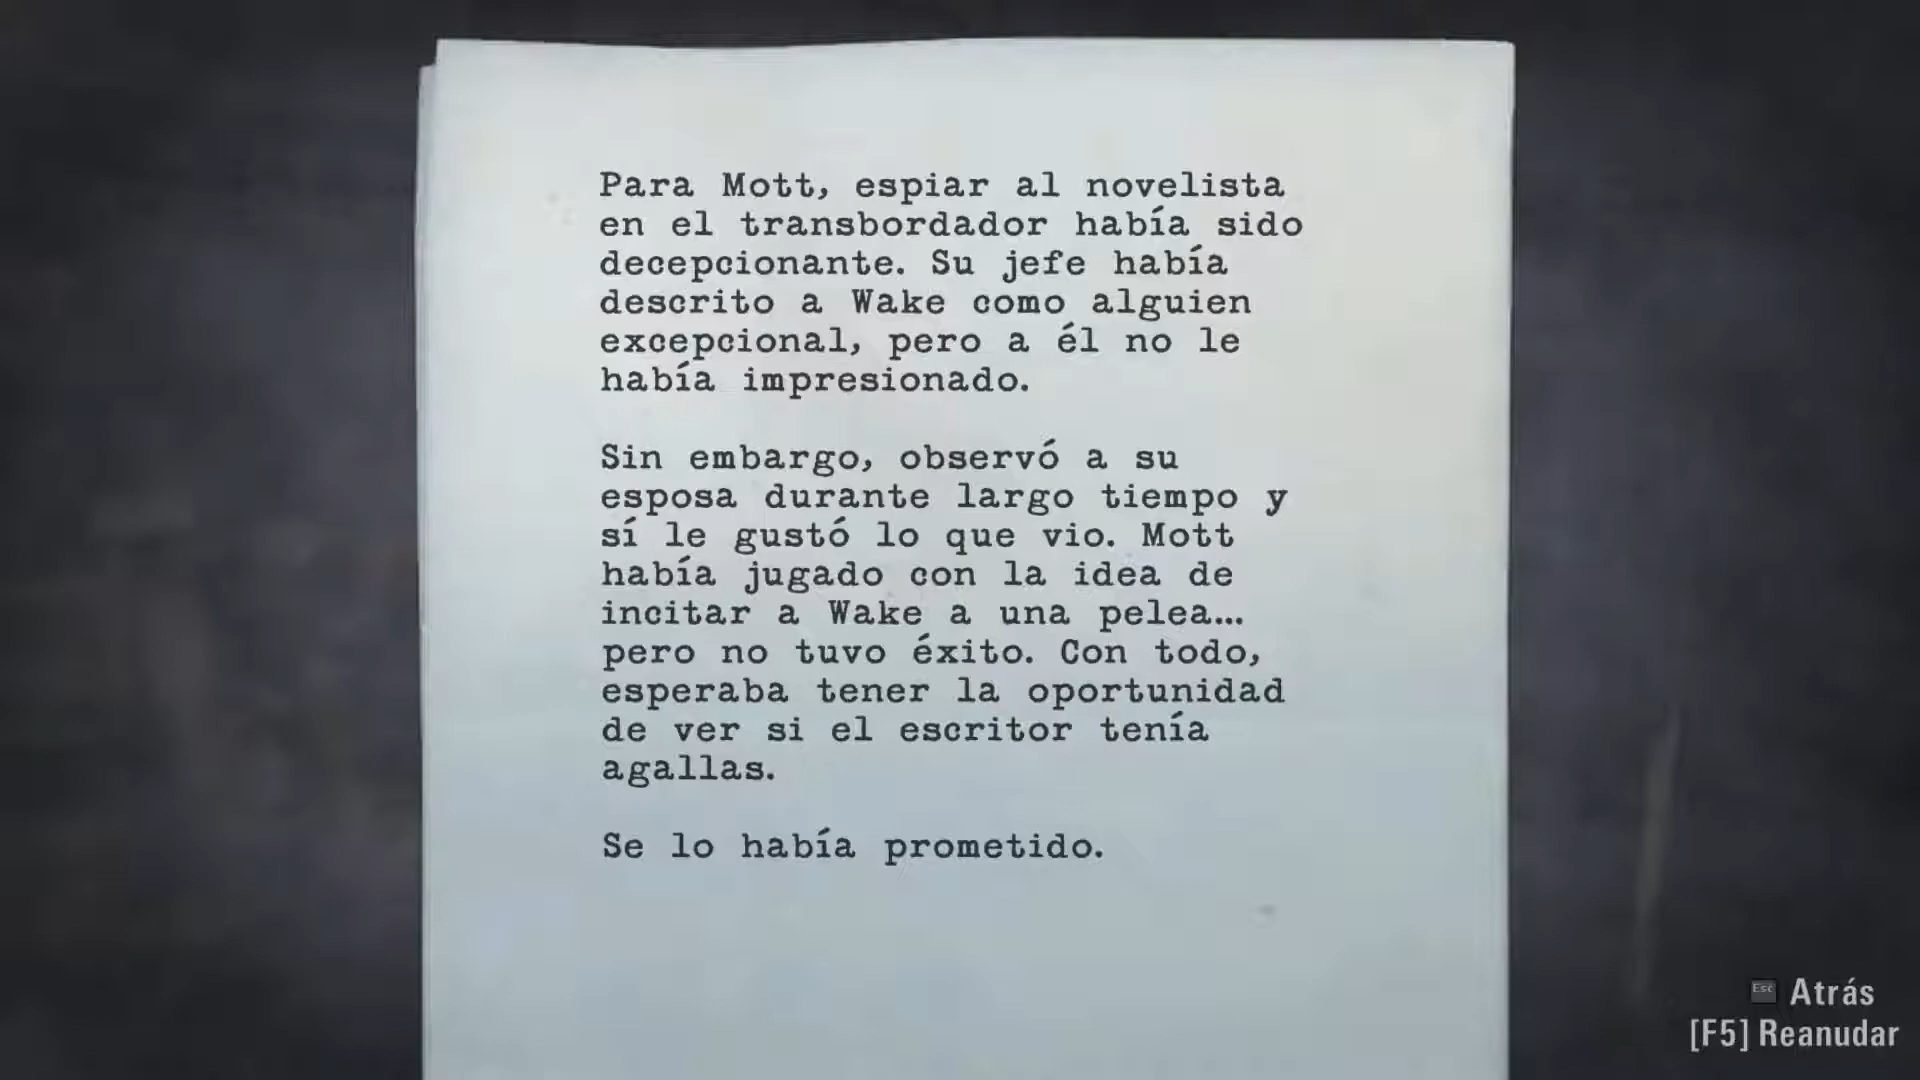 Para Mott, espiar al novelista
en el transbordador había sido
decepcionante. Su jefe había
descrito a Wake como alguien
excepcional, pero a él no le
había impresionado.
Sin embargo, observó a su
esposa durante largo tiempo y
sí le gustó lo que vio. Mott
había jugado con la idea de
incitar a Wake a una pelea...
pero no tuvo éxito. Con todo,
esperaba tener la oportunidad
de ver si el escritor tenía
agallas.
Se lo había prometido.
Esc Atrás
[F5] Reanudar